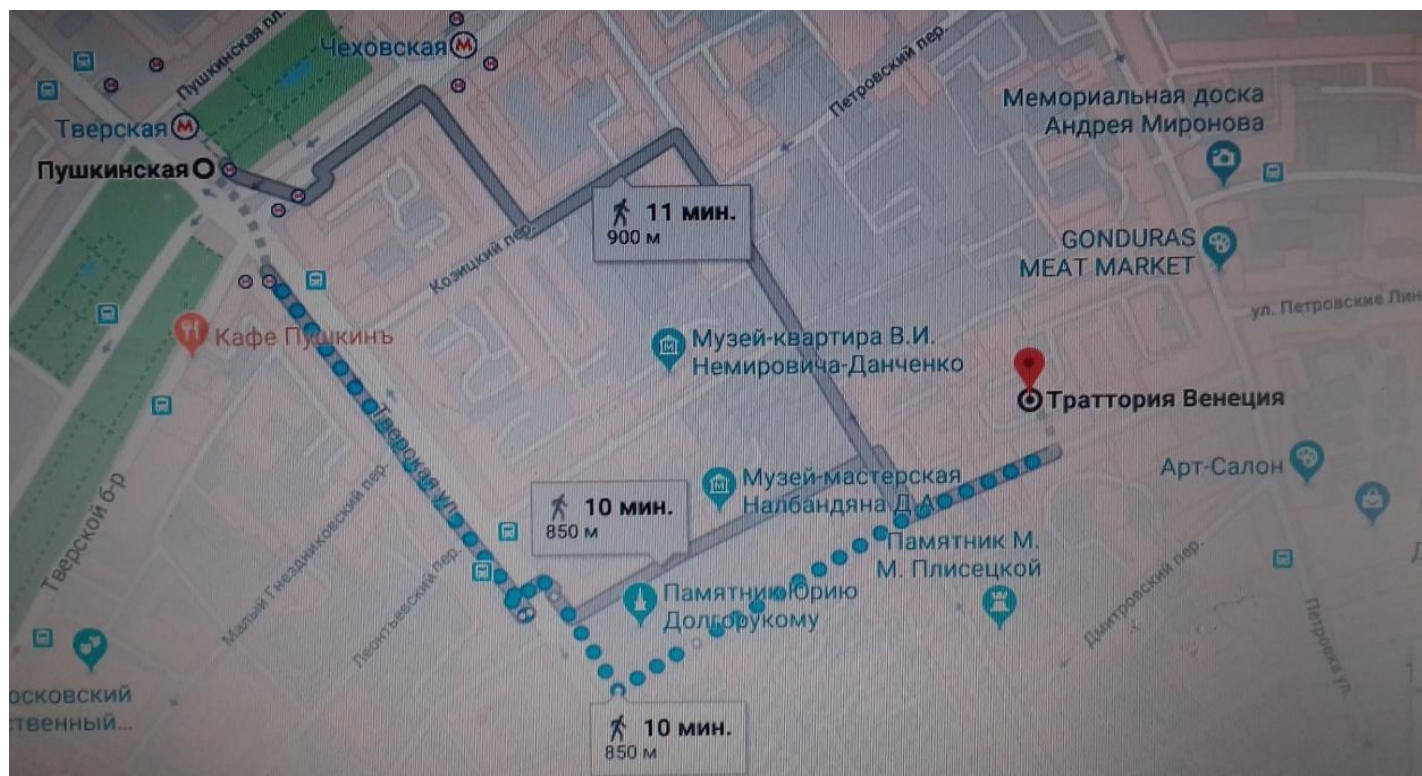 Пушкинская пл.
Чеховская
Петровский пер.
Мемориальная доска
Андрея Миронова
Тверская
Пушкинская
11 мин.
900 м
Козицкий пер.
GONDURAS
MEAT MARKET
ул. Петровские Лин
Кафе Пушкинъ
Музей-квартира В.И.
Немировича-Данченко
Траттория Венеция
Тверская ул.
Арт-Салон
Музей-мастерская
Налбандяна Д.А
10 мин.
850 м
Тверской б-р
Малый Гнездниковский пер.
Леонтьевский пер.
Памятник М.
М. Плисецкой
Памятник Юрию
Долгорукому
Дмитровский пер.
Петровка ул.
осковский
ственный...
10 мин.
850 м